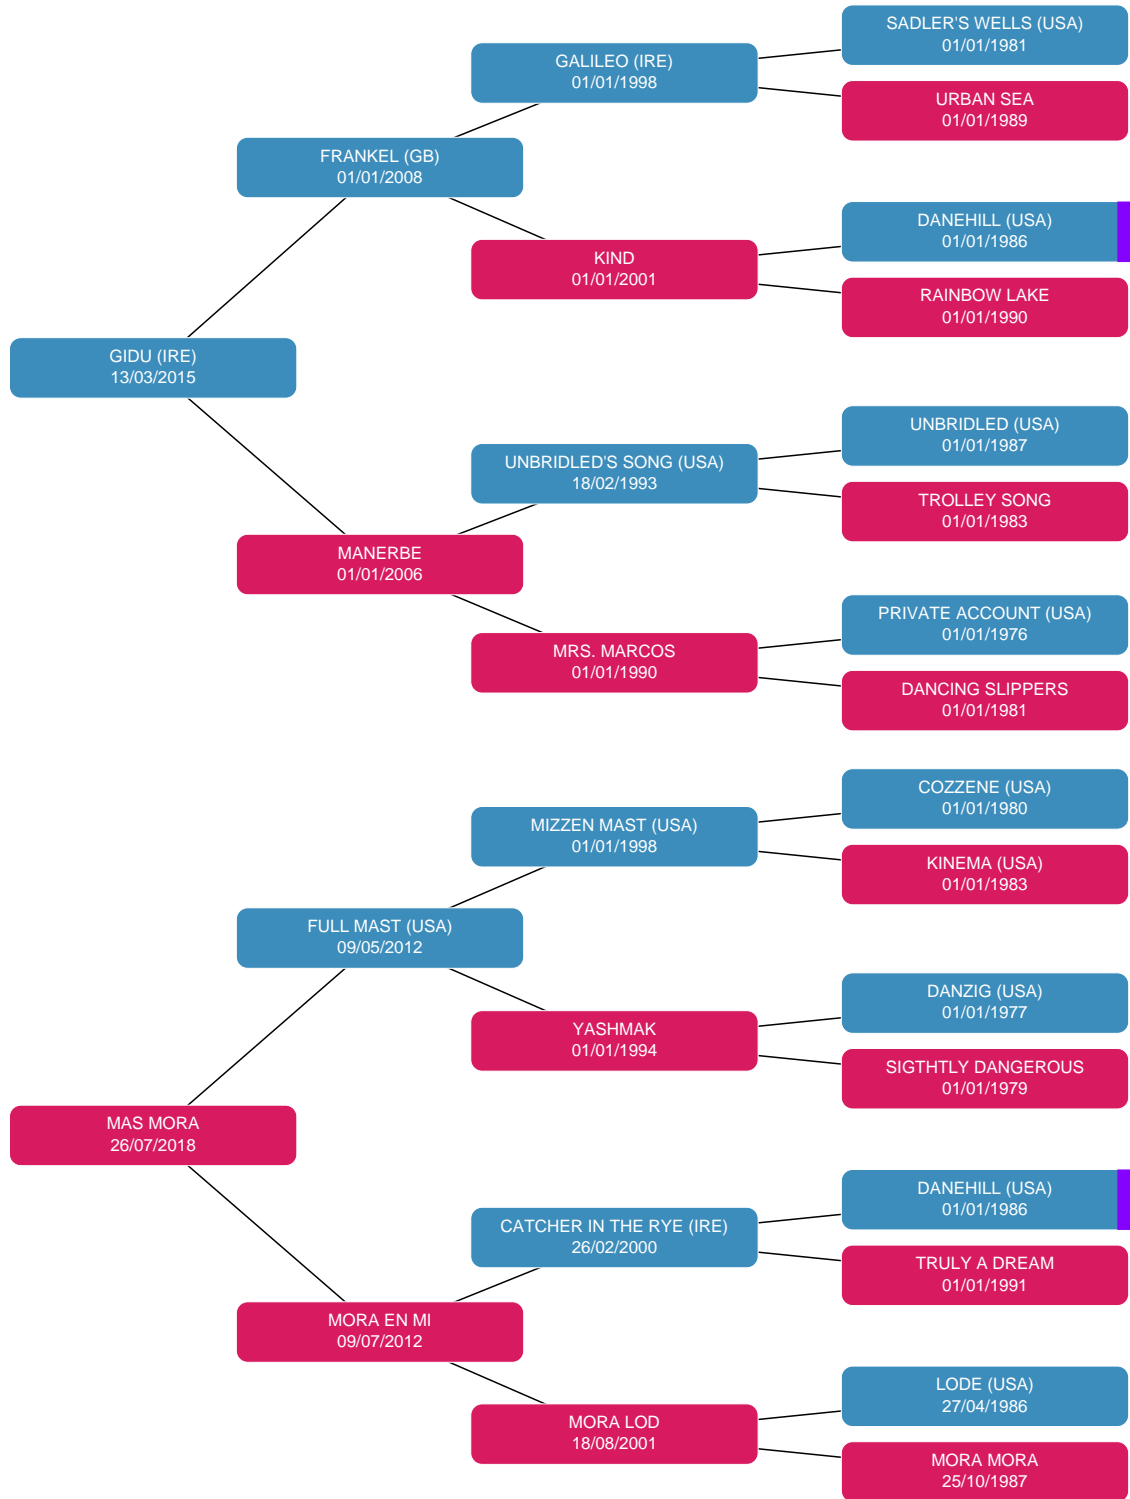 SADLER'S WELLS (USA)
01/01/1981
GALILEO (IRE)
01/01/1998
URBAN SEA
01/01/1989
FRANKEL (GB)
01/01/2008
DANEHILL (USA)
01/01/1986
KIND
01/01/2001
RAINBOW LAKE
01/01/1990
GIDU (IRE)
13/03/2015
UNBRIDLED (USA)
01/01/1987
UNBRIDLED'S SONG (USA)
18/02/1993
TROLLEY SONG
01/01/1983
MANERBE
01/01/2006
PRIVATE ACCOUNT (USA)
01/01/1976
MRS. MARCOS
01/01/1990
DANCING SLIPPERS
01/01/1981
COZZENE (USA)
01/01/1980
MIZZEN MAST (USA)
01/01/1998
KINEMA (USA)
01/01/1983
FULL MAST (USA)
09/05/2012
DANZIG (USA)
01/01/1977
YASHMAK
01/01/1994
SIGTHTLY DANGEROUS
01/01/1979
MAS MORA
26/07/2018
DANEHILL (USA)
01/01/1986
CATCHER IN THE RYE (IRE)
26/02/2000
TRULY A DREAM
01/01/1991
MORA EN MI
09/07/2012
LODE (USA)
27/04/1986
MORA LOD
18/08/2001
MORA MORA
25/10/1987